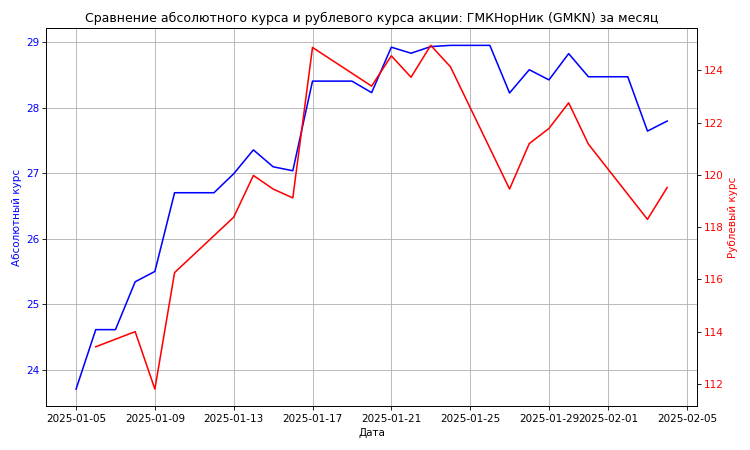 Сравнение абсолютного курса и рублевого курса акции: ГМКНорНик (GMKN) за месяц
29
28
27
26
25
24
Абсолютный курс
124
122
120
118
116
114
112
Рублевый курс
2025-01-05 2025-01-09 2025-01-13 2025-01-17 2025-01-21 2025-01-25 2025-01-29 2025-02-01 2025-02-05
Дата